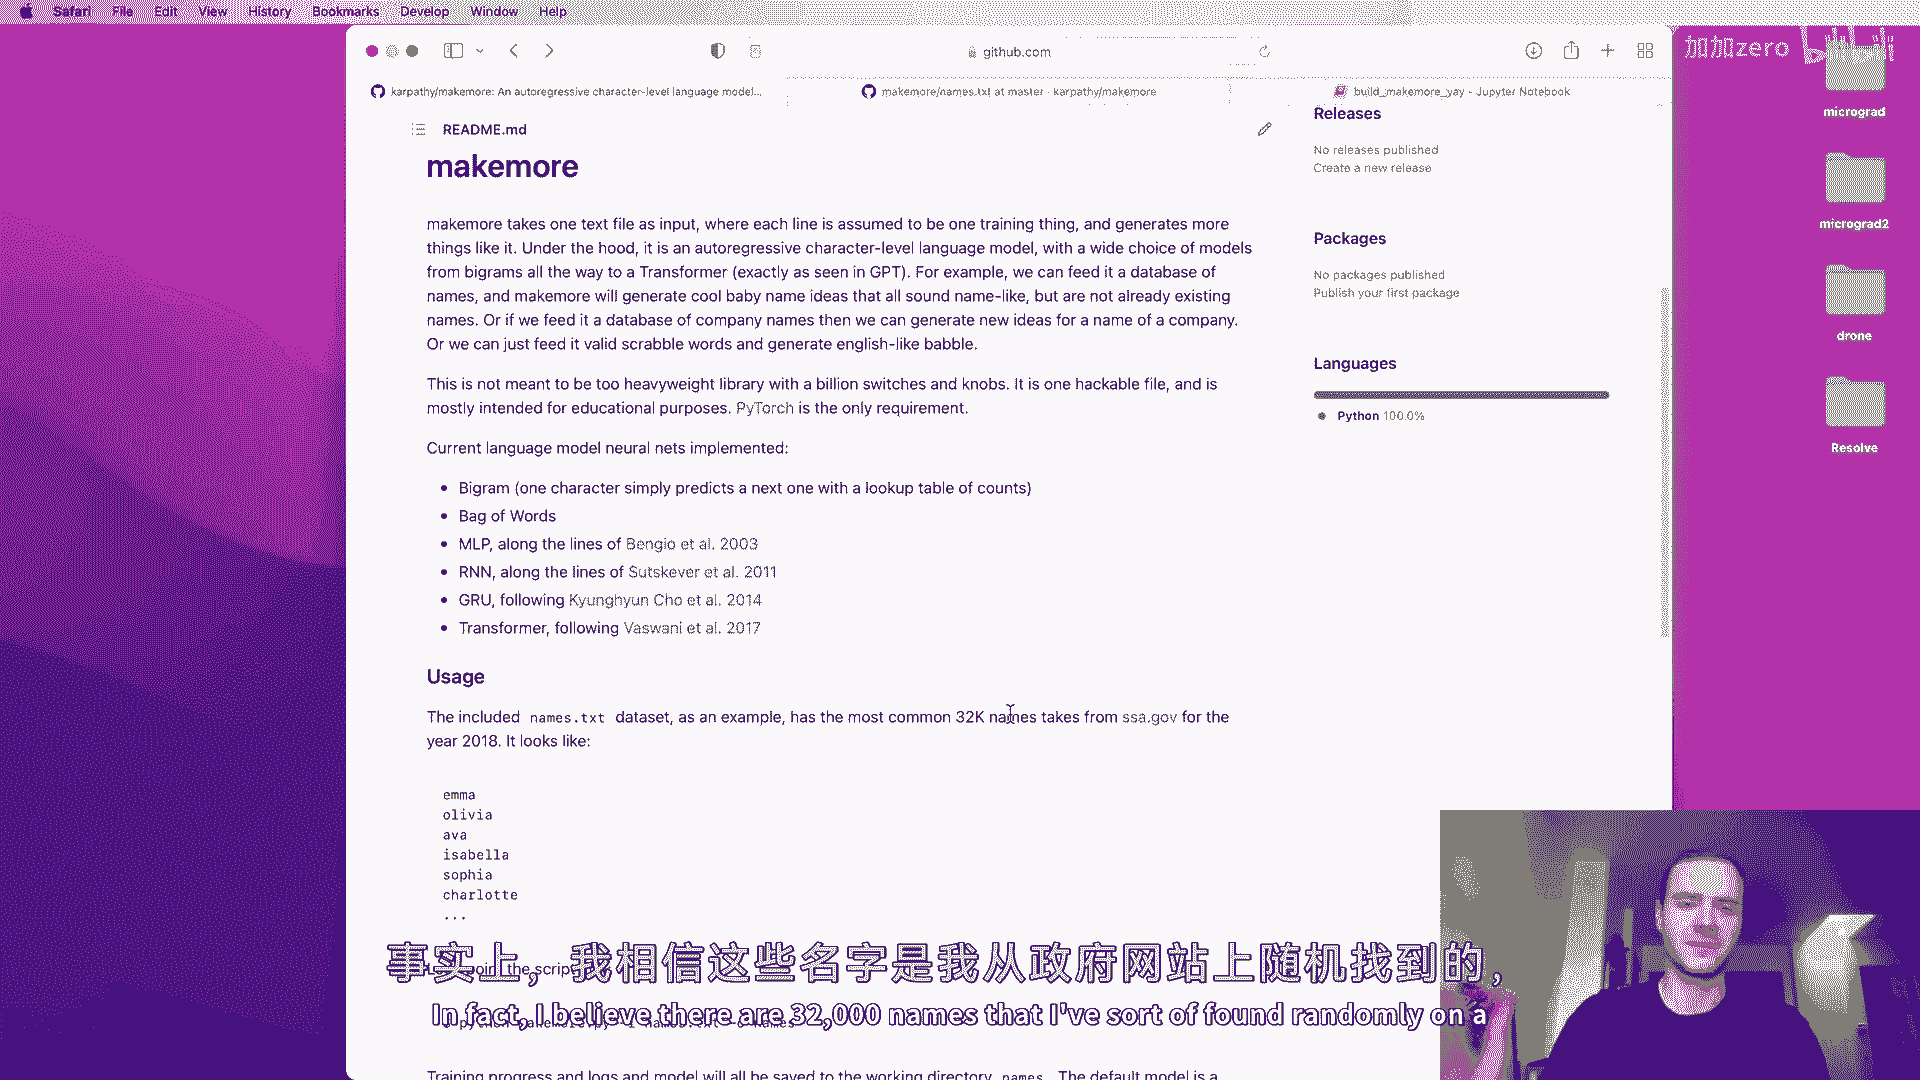 Safari File Edit View History Bookmarks Develop Window Help
github.com
加加zero
karpathy/makemore: An autoregressive character-level language model...
makemore/names.txt at master · karpathy/makemore
build_makemore_yay - Jupyter Notebook
README.md
makemore
makemore takes one text file as input, where each line is assumed to be one training thing, and generates more
things like it. Under the hood, it is an autoregressive character-level language model, with a wide choice of models
from bigrams all the way to a Transformer (exactly as seen in GPT). For example, we can feed it a database of
names, and makemore will generate cool baby name ideas that all sound name-like, but are not already existing
names. Or if we feed it a database of company names then we can generate new ideas for a name of a company.
Or we can just feed it valid scrabble words and generate english-like babble.
This is not meant to be too heavyweight library with a billion switches and knobs. It is one hackable file, and is
mostly intended for educational purposes. PyTorch is the only requirement.
Current language model neural nets implemented:
• Bigram (one character simply predicts a next one with a lookup table of counts)
• Bag of Words
• MLP, along the lines of Bengio et al. 2003
• RNN, along the lines of Sutskever et al. 2011
• GRU, following Kyunghyun Cho et al. 2014
• Transformer, following Vaswani et al. 2017
Usage
The included names.txt dataset, as an example, has the most common 32K names takes from ssa.gov for the
year 2018. It looks like:
emma
olivia
ava
isabella
sophia
charlotte
...
the script
Training progress and logs and model will all be saved to the working directory names. The default model is a
Releases
No releases published
Create a new release
Packages
No packages published
Publish your first package
Languages
Python 100.0%
micrograd
micrograd2
drone
Resolve
事实上，我相信这些名字是我从政府网站上随机找到的，
In fact, I believe there are 32,000 names that I've sort of found randomly on a